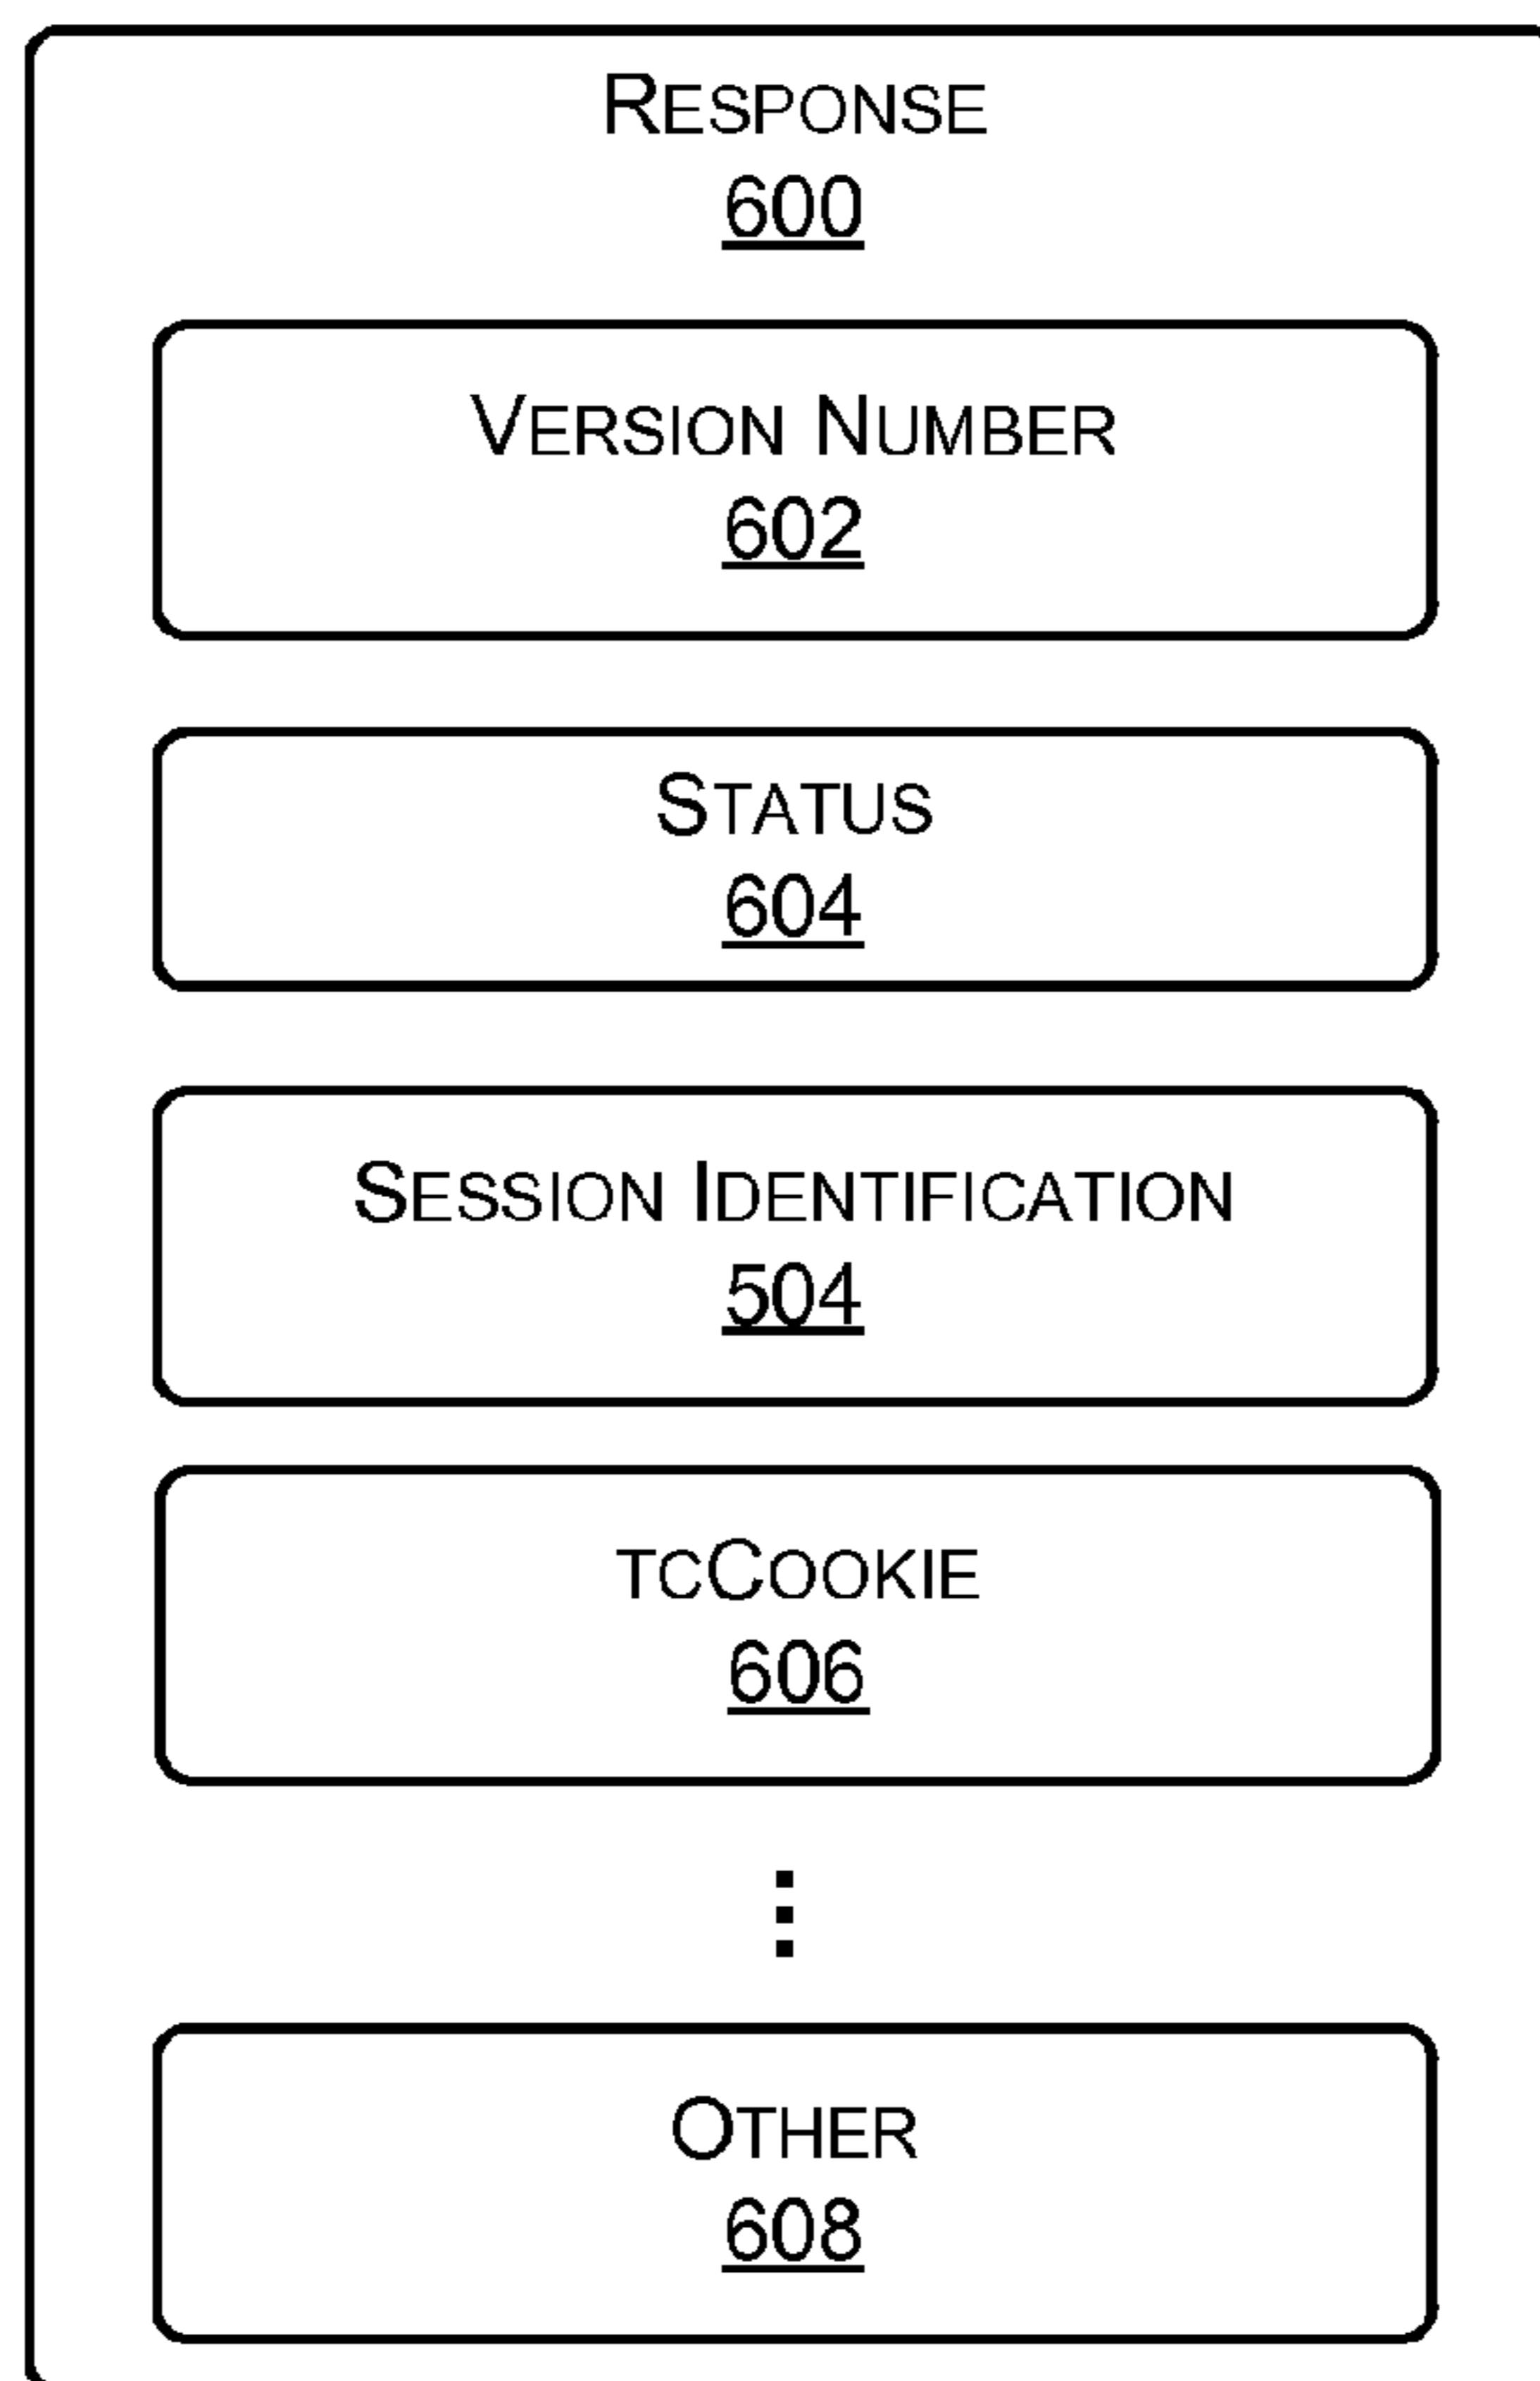 RESPONSE
600
VERSION NUMBER
602
STATUS
604
SESSION IDENTIFICATION
504
TCCOOKIE
606
OTHER
608